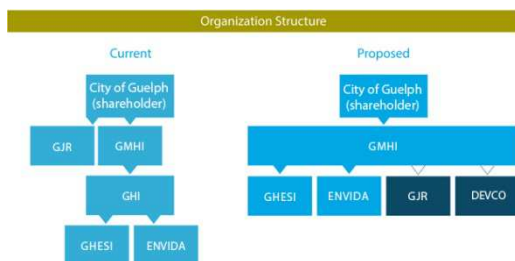 Organization Structure
Current
City of Guelph
(shareholder)
GJR
GMHI
GHI
GHESI
ENVIDA
Proposed
City of Guelph
(shareholder)
GMHI
GHESI
ENVIDA
GJR
DEVCO